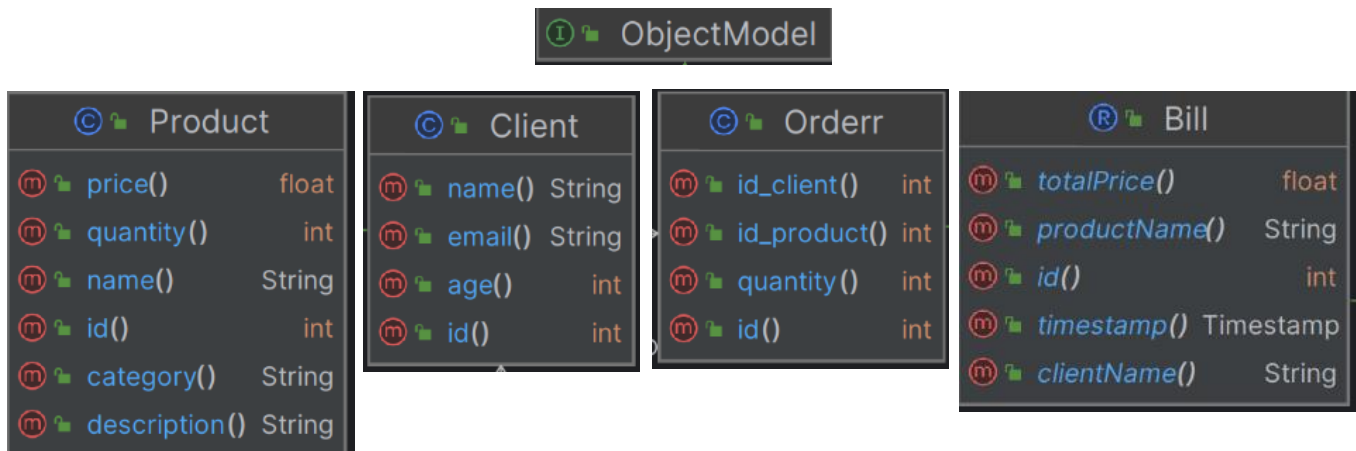 I ObjectModel
C Product
m price() float
m quantity() int
m name() String
m id() int
m category() String
m description() String
C Client
m name() String
m email() String
m age() int
m id() int
C Orderr
m id_client() int
m id_product() int
m quantity() int
m id() int
R Bill
m totalPrice() float
m productName() String
m id() int
m timestamp() Timestamp
m clientName() String